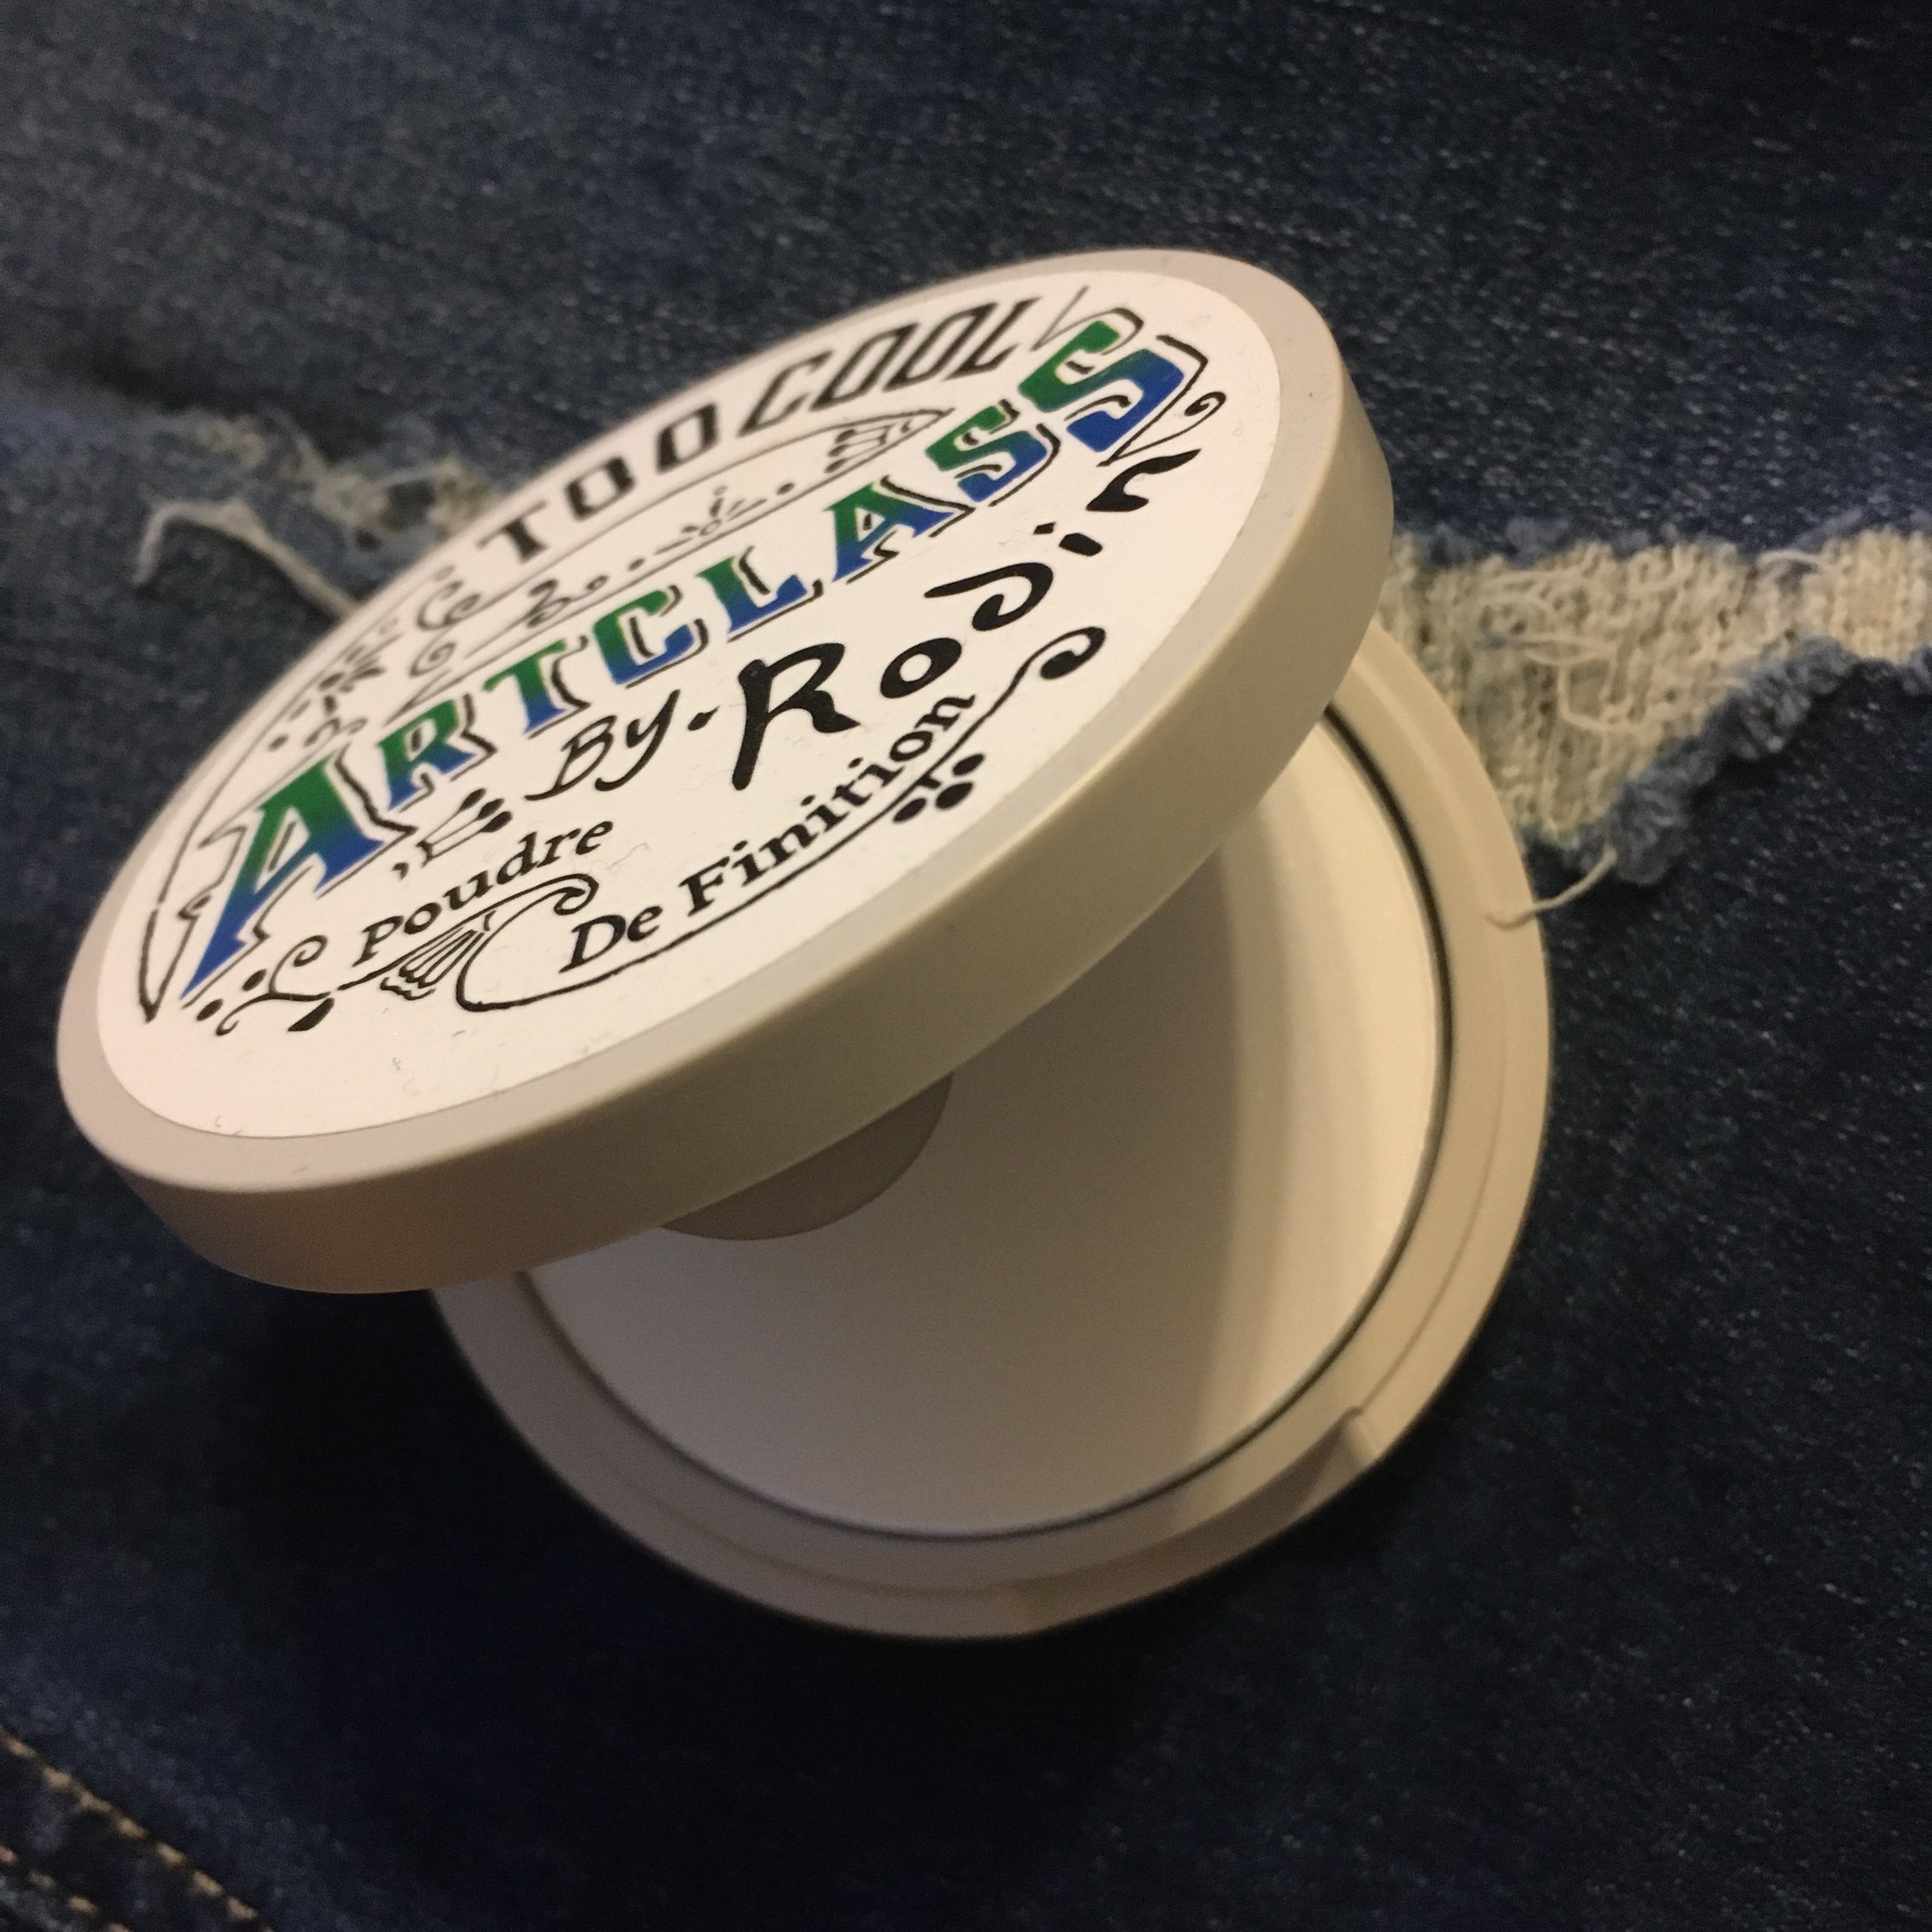 TOO COOL
ARTCLASS
By. Rodin
Poudre
De Finition